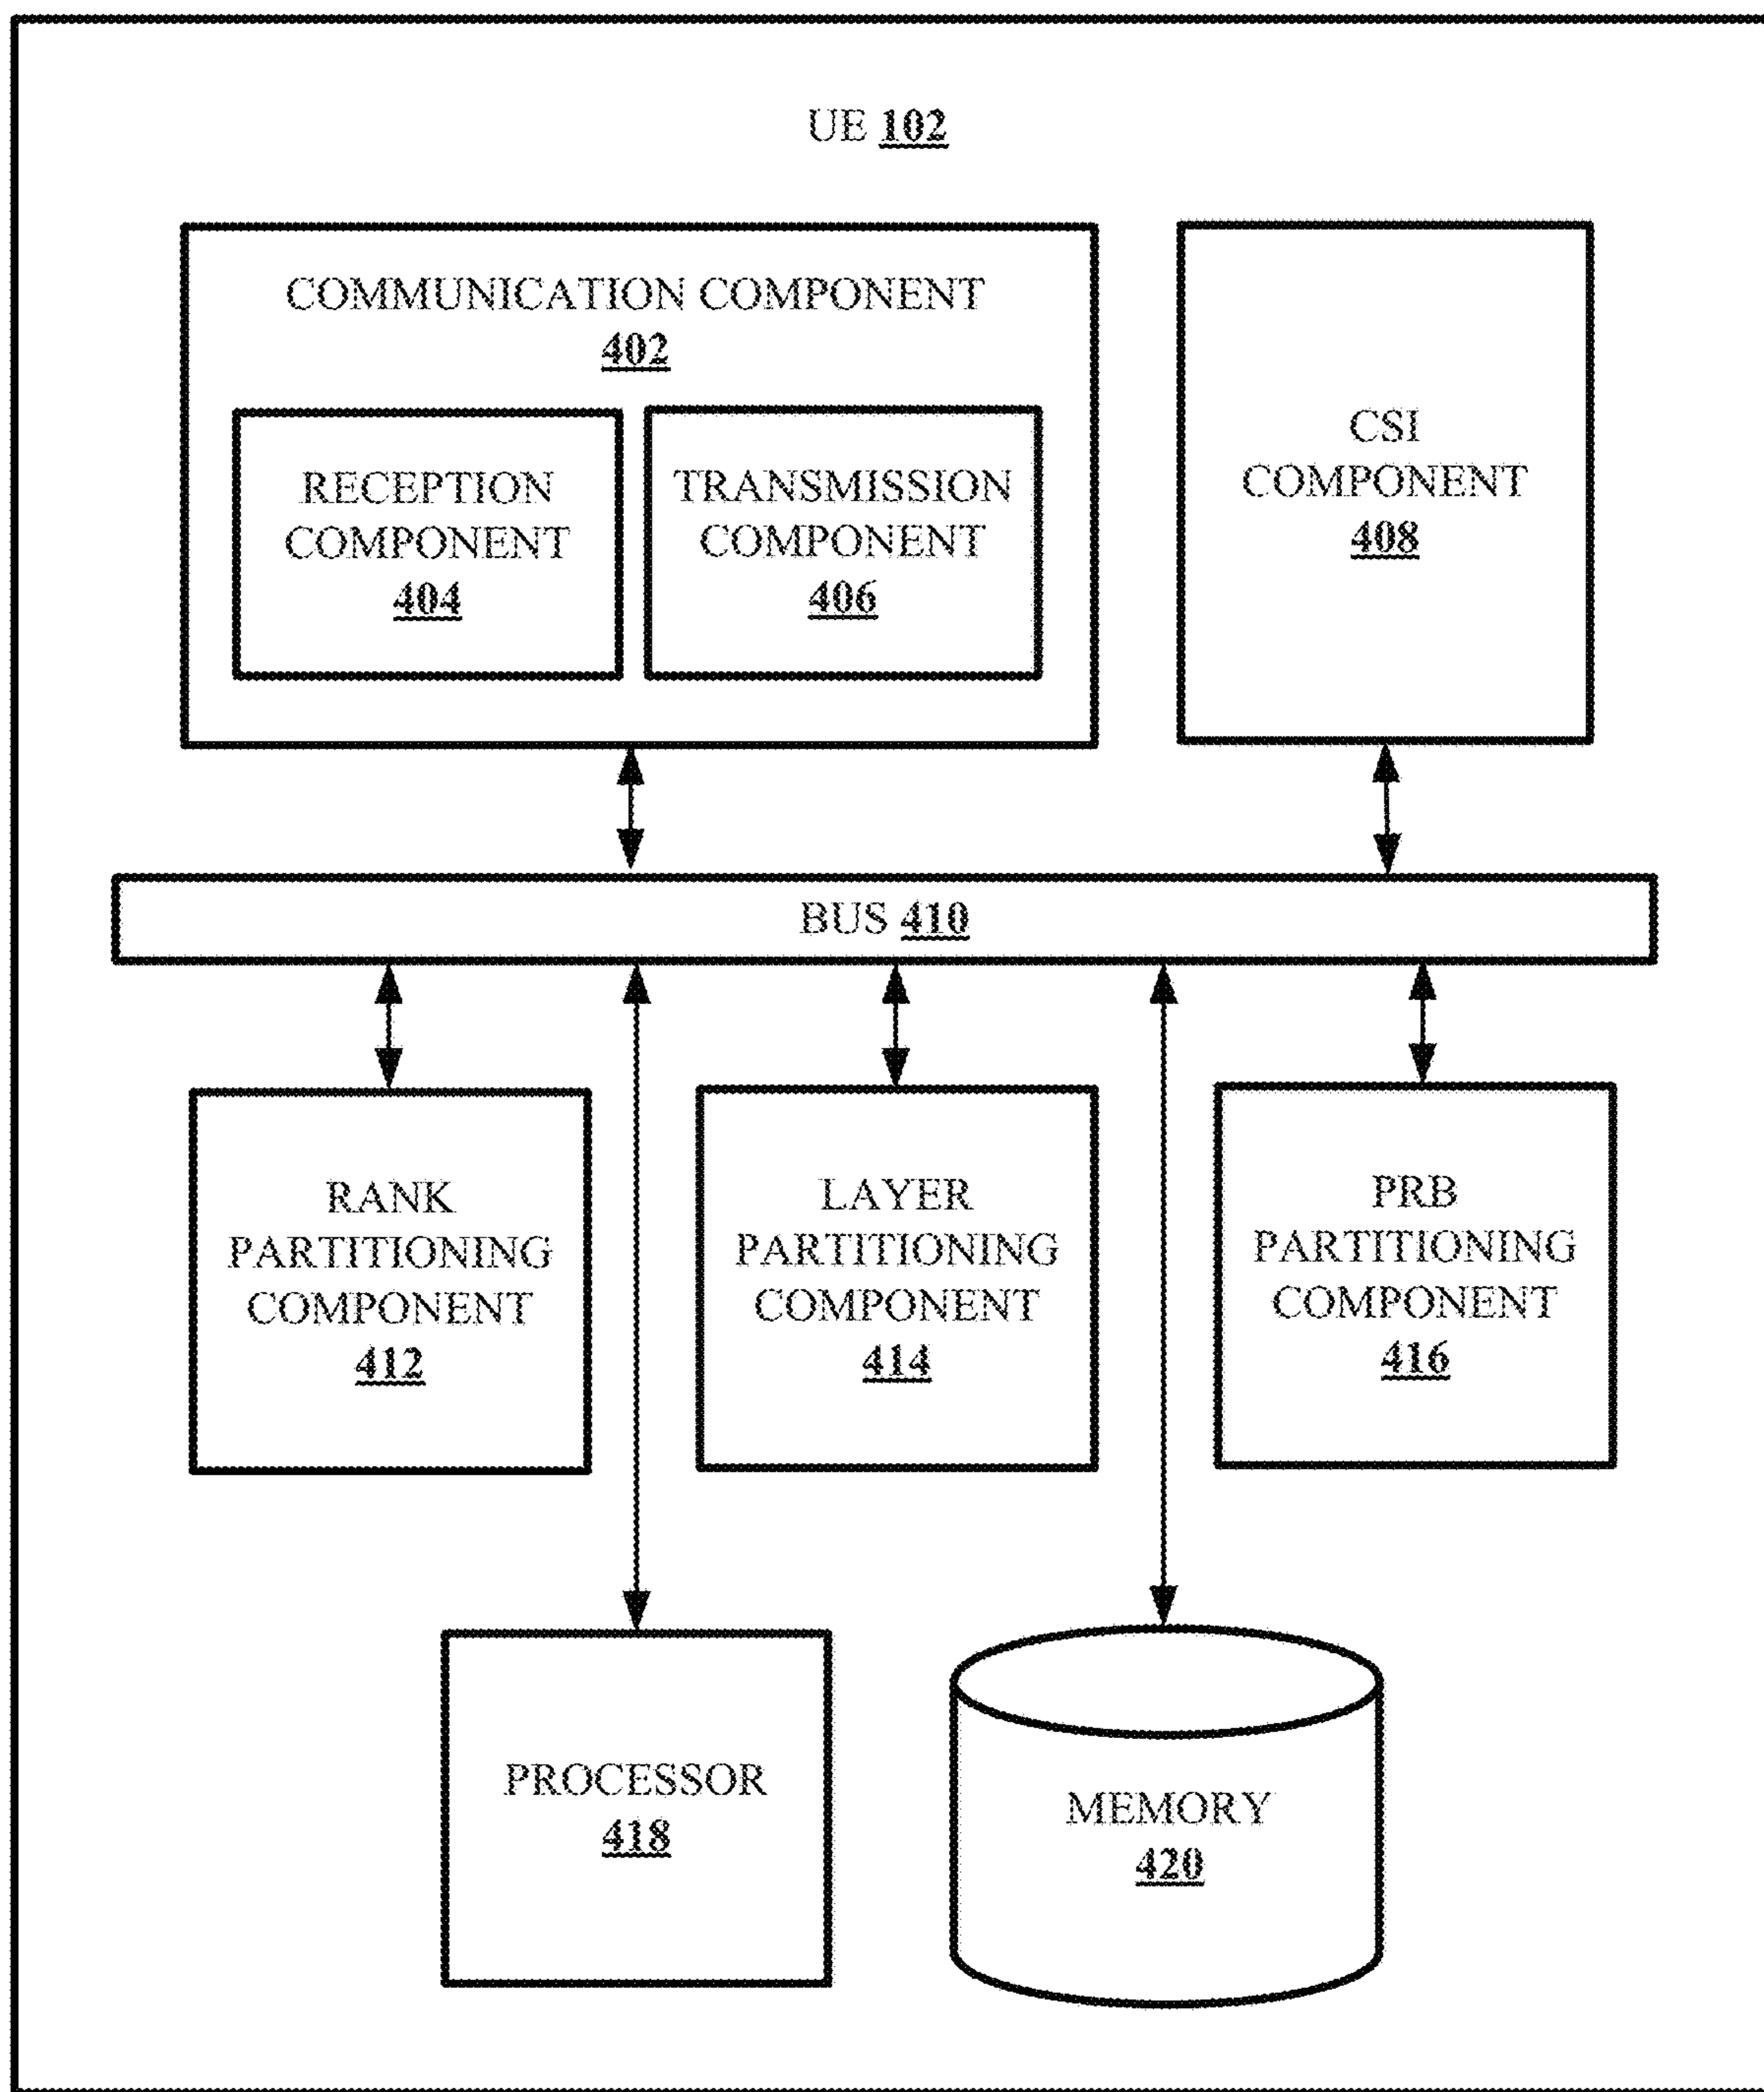 UE 102
COMMUNICATION COMPONENT
402
RECEPTION
COMPONENT
404
TRANSMISSION
COMPONENT
406
CSI
COMPONENT
408
BUS 410
RANK
PARTITIONING
COMPONENT
412
LAYER
PARTITIONING
COMPONENT
414
PRB
PARTITIONING
COMPONENT
416
PROCESSOR
418
MEMORY
420